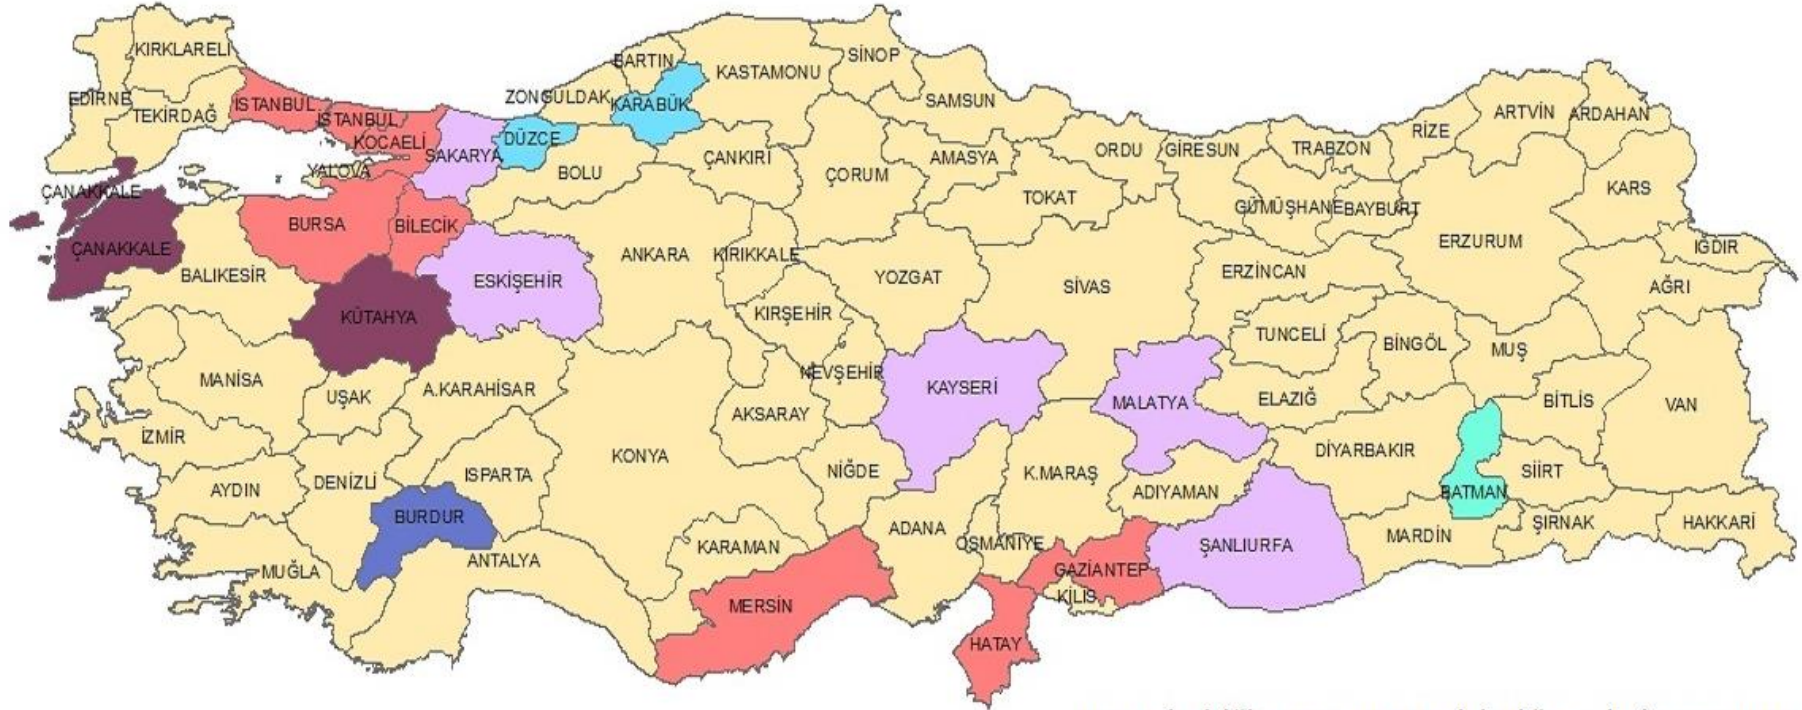 KIRKLARELİ
EDİRNE
TEKİRDAĞ
İSTANBUL
İSTANBUL
KOCAELİ
YALOVA
SAKARYA
DÜZCE
ZONGULDAK
BARTIN
KARABÜK
KASTAMONU
SİNOP
SAMSUN
BOLU
ÇANKIRI
ÇORUM
AMASYA
TOKAT
ORDU
GİRESUN
TRABZON
RİZE
ARTVİN
ARDAHAN
KARS
GÜMÜŞHANE
BAYBURT
ERZURUM
IĞDIR
AĞRI
ÇANAKKALE
ÇANAKKALE
BALIKESİR
BURSA
BİLECİK
ESKİŞEHİR
KÜTAHYA
ANKARA
KIRIKKALE
YOZGAT
SİVAS
ERZİNCAN
KIRŞEHİR
TUNCELİ
BİNGÖL
MUŞ
MANİSA
UŞAK
A.KARAHİSAR
NEVŞEHİR
KAYSERİ
MALATYA
ELAZIĞ
BİTLİS
VAN
İZMİR
AKSARAY
KONYA
AYDIN
DENİZLİ
ISPARTA
NİĞDE
K.MARAŞ
ADIYAMAN
DİYARBAKIR
BATMAN
SİİRT
BURDUR
ANTALYA
MUĞLA
KARAMAN
MERSİN
ADANA
OSMANİYE
GAZİANTEP
KİLİS
HATAY
ŞANLIURFA
MARDİN
ŞIRNAK
HAKKARİ